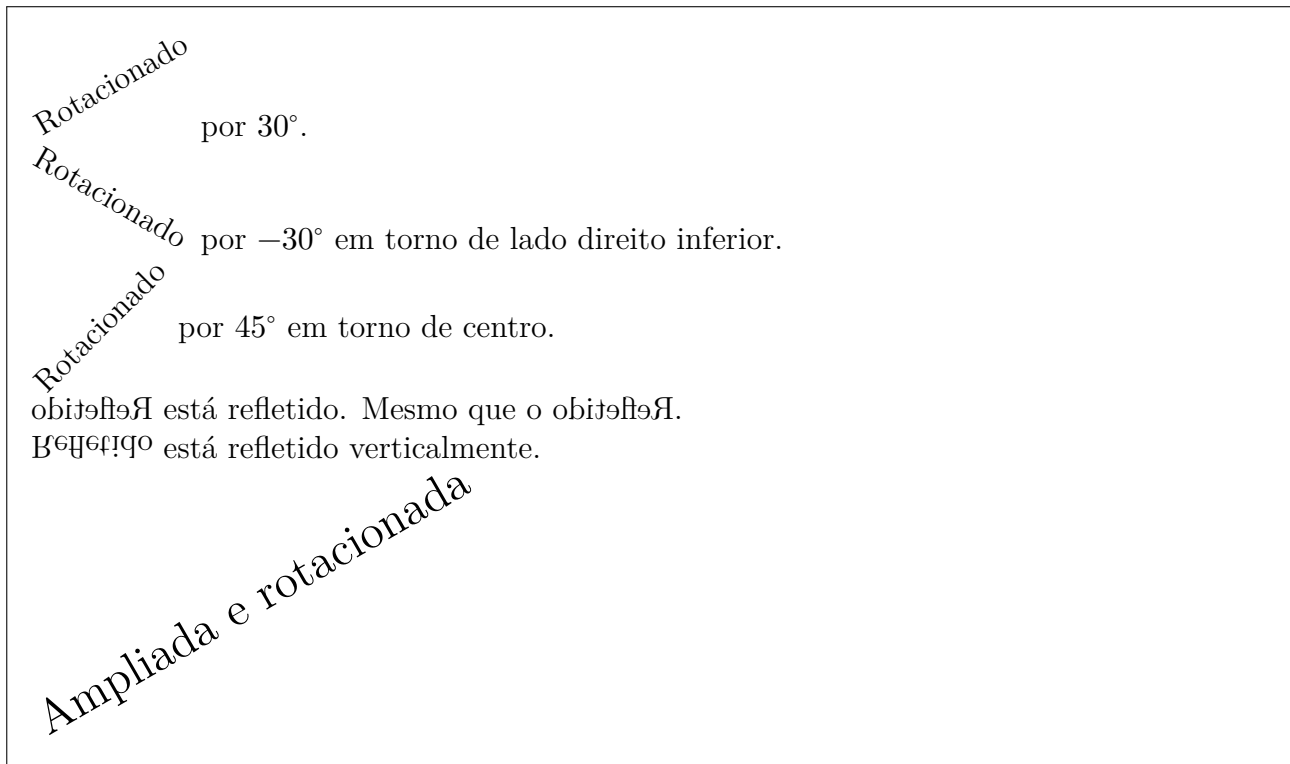 Rotacionado por 30°.
Rotacionado por −30° em torno de lado direito inferior.
Rotacionado por 45° em torno de centro.
Refletido está refletido. Mesmo que o Refletido.
Refletido está refletido verticalmente.
Ampliada e rotacionada